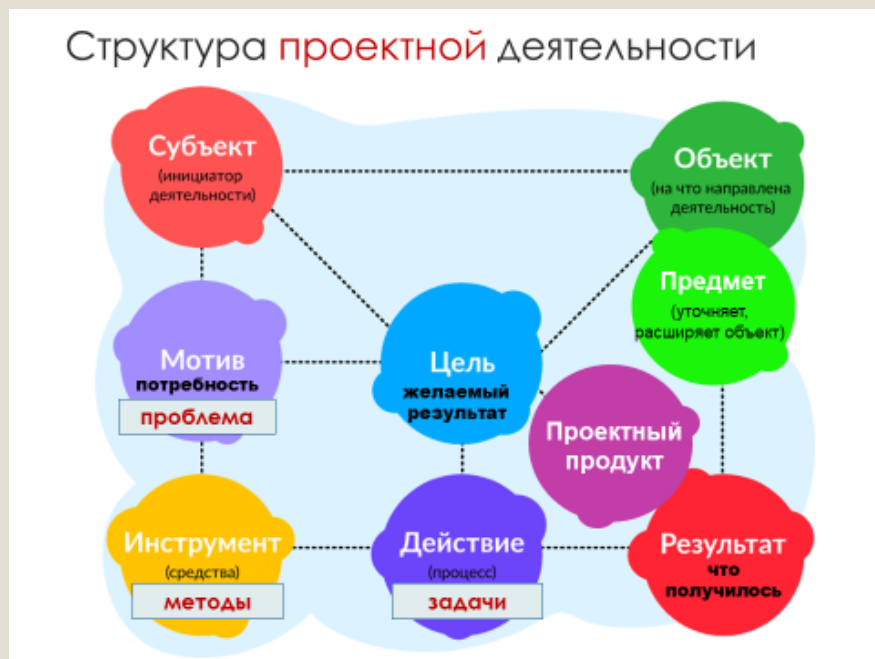 Структура проектной деятельности
Субъект
(инициатор
деятельности)
Объект
(на что направлена
деятельность)
Предмет
(уточняет,
расширяет объект)
Мотив
потребность
проблема
Цель
желаемый
результат
Проектный
продукт
Инструмент
(средства)
методы
Действие
(процесс)
задачи
Результат
что
получилось